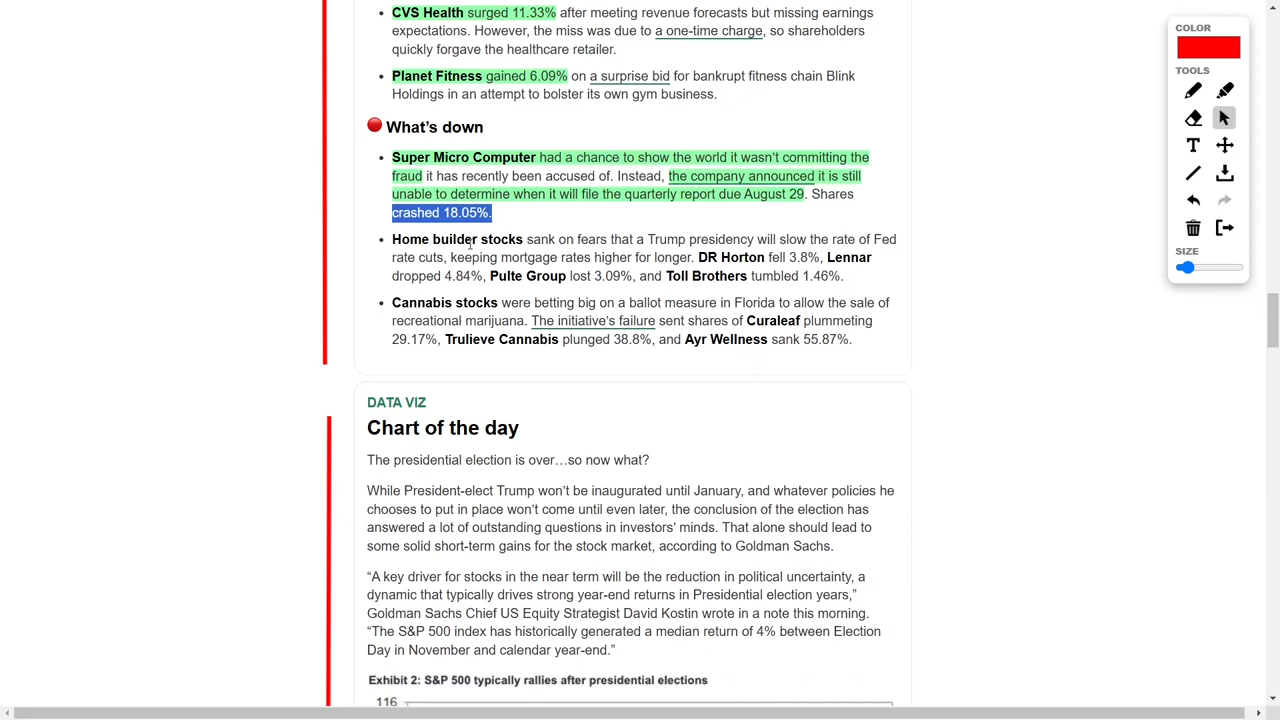 CVS Health surged 11.33% after meeting revenue forecasts but missing earnings
expectations. However, the miss was due to a one-time charge, so shareholders
quickly forgave the healthcare retailer.
Planet Fitness gained 6.09% on a surprise bid for bankrupt fitness chain Blink
Holdings in an attempt to bolster its own gym business.
What’s down
Super Micro Computer had a chance to show the world it wasn’t committing the
fraud it has recently been accused of. Instead, the company announced it is still
unable to determine when it will file the quarterly report due August 29. Shares
crashed 18.05%.
Home builder stocks sank on fears that a Trump presidency will slow the rate of Fed
rate cuts, keeping mortgage rates higher for longer. DR Horton fell 3.8%, Lennar
dropped 4.84%, Pulte Group lost 3.09%, and Toll Brothers tumbled 1.46%.
Cannabis stocks were betting big on a ballot measure in Florida to allow the sale of
recreational marijuana. The initiative’s failure sent shares of Curaleaf plummeting
29.17%, Trulieve Cannabis plunged 38.8%, and Ayr Wellness sank 55.87%.
DATA VIZ
Chart of the day
The presidential election is over…so now what?
While President-elect Trump won’t be inaugurated until January, and whatever policies he
chooses to put in place won’t come until even later, the conclusion of the election has
answered a lot of outstanding questions in investors’ minds. That alone should lead to
some solid short-term gains for the stock market, according to Goldman Sachs.
“A key driver for stocks in the near term will be the reduction in political uncertainty, a
dynamic that typically drives strong year-end returns in Presidential election years,”
Goldman Sachs Chief US Equity Strategist David Kostin wrote in a note this morning.
“The S&P 500 index has historically generated a median return of 4% between Election
Day in November and calendar year-end.”
Exhibit 2: S&P 500 typically rallies after presidential elections
116
COLOR
TOOLS
T
SIZE